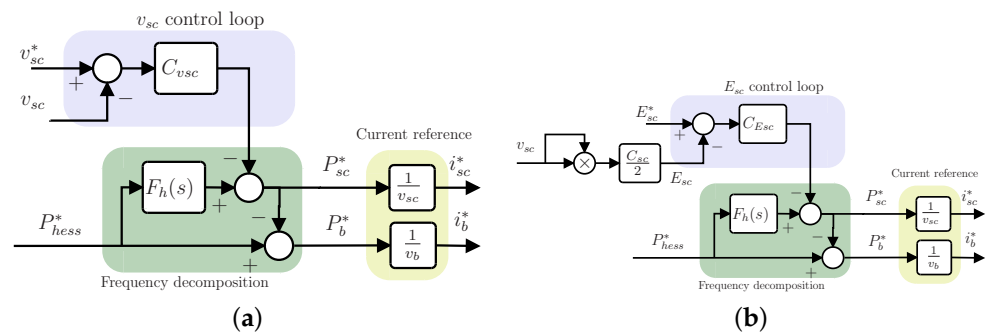 v_sc control loop
v*_sc
+
−
C_vsc
v_sc
−
F_h(s)
+
−
P*_sc
Current reference
1/v_sc
i*_sc
P*_hess
+
P*_b
1/v_b
i*_b
Frequency decomposition
(a)
E_sc control loop
E*_sc
+
−
C_Esc
v_sc
×
C_sc/2
E_sc
−
F_h(s)
+
−
P*_sc
Current reference
1/v_sc
i*_sc
P*_hess
+
P*_b
1/v_b
i*_b
Frequency decomposition
(b)